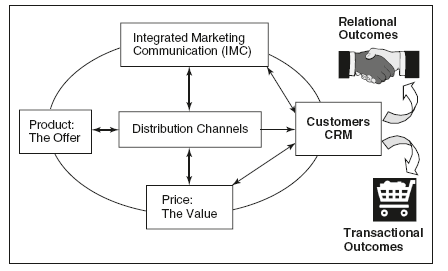 Relational
Outcomes
Integrated Marketing
Communication (IMC)
Product:
The Offer
Distribution Channels
Customers
CRM
Price:
The Value
Transactional
Outcomes